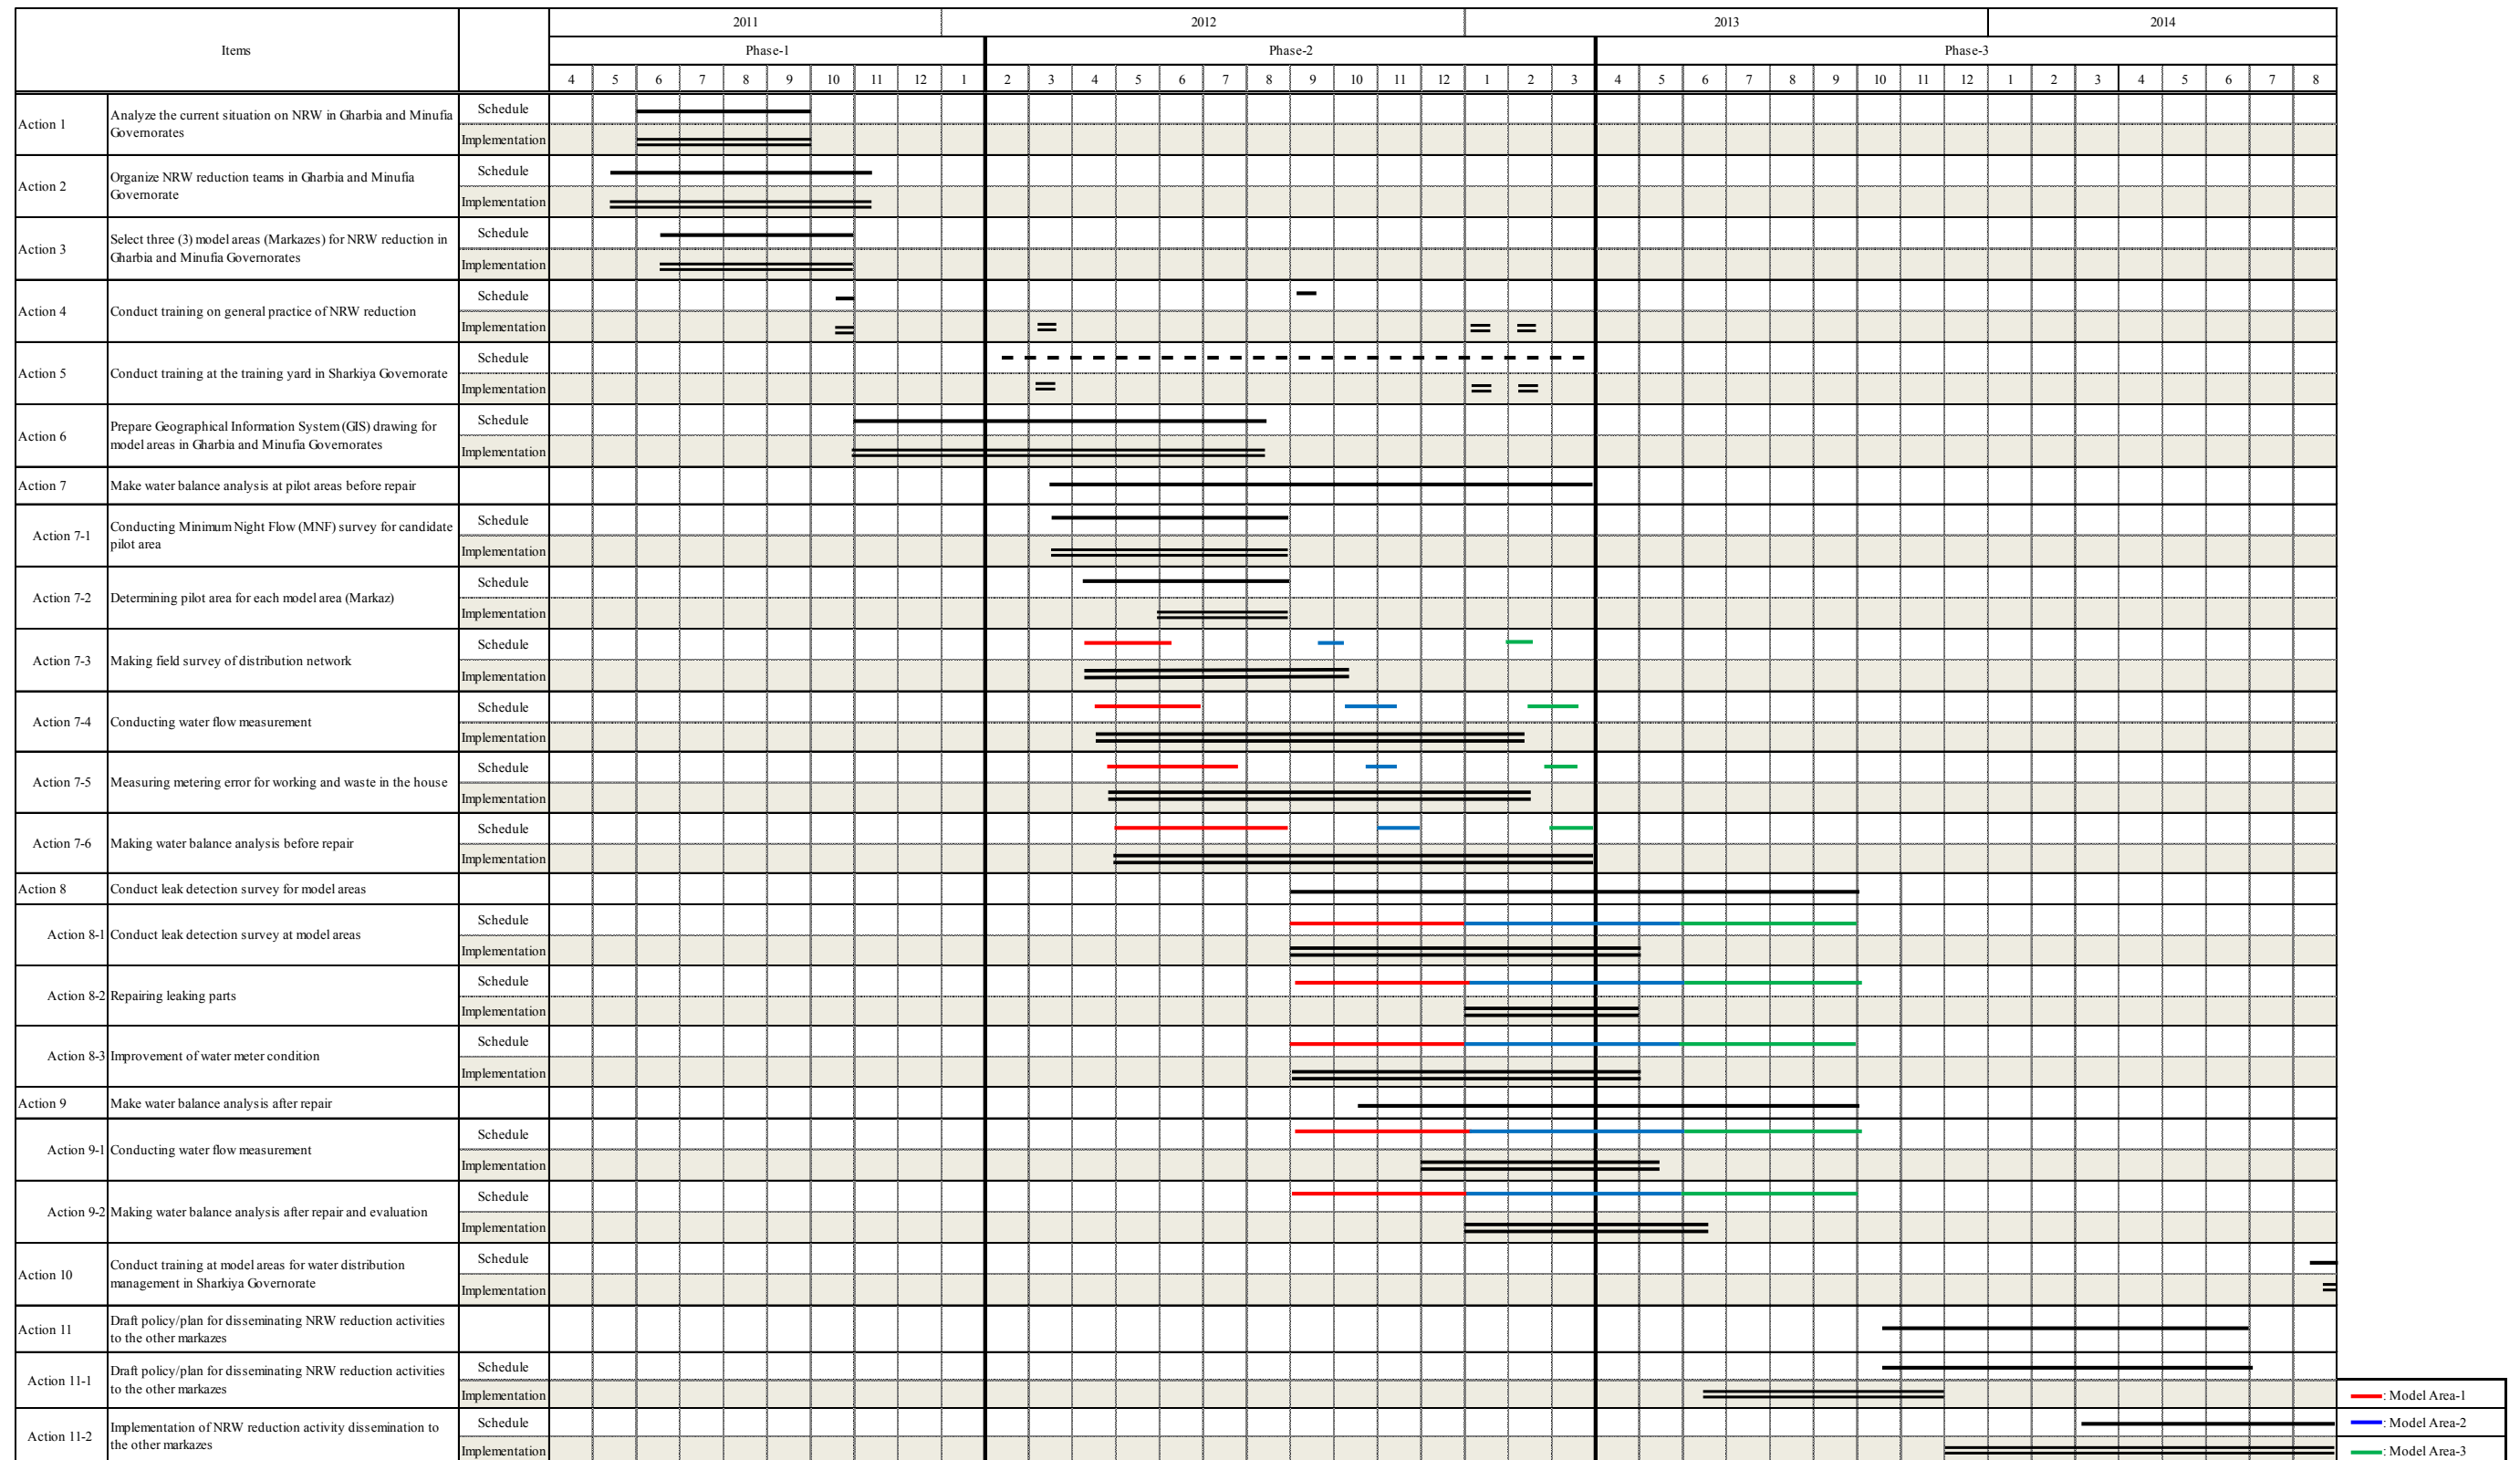 2011 2012 2013 2014
Items
Phase-1 Phase-2 Phase-3
4 5 6 7 8 9 10 11 12 1 2 3 4 5 6 7 8 9 10 11 12 1 2 3 4 5 6 7 8 9 10 11 12 1 2 3 4 5 6 7 8
Action 1
Analyze the current situation on NRW in Gharbia and Minufia
Governorates
Schedule
Implementation
Action 2
Organize NRW reduction teams in Gharbia and Minufia
Governorate
Schedule
Implementation
Action 3
Select three (3) model areas (Markazes) for NRW reduction in
Gharbia and Minufia Governorates
Schedule
Implementation
Action 4
Conduct training on general practice of NRW reduction
Schedule
Implementation
Action 5
Conduct training at the training yard in Sharkiya Governorate
Schedule
Implementation
Action 6
Prepare Geographical Information System (GIS) drawing for
model areas in Gharbia and Minufia Governorates
Schedule
Implementation
Action 7
Make water balance analysis at pilot areas before repair
Action 7-1
Conducting Minimum Night Flow (MNF) survey for candidate
pilot area
Schedule
Implementation
Action 7-2
Determining pilot area for each model area (Markaz)
Schedule
Implementation
Action 7-3
Making field survey of distribution network
Schedule
Implementation
Action 7-4
Conducting water flow measurement
Schedule
Implementation
Action 7-5
Measuring metering error for working and waste in the house
Schedule
Implementation
Action 7-6
Making water balance analysis before repair
Schedule
Implementation
Action 8
Conduct leak detection survey for model areas
Action 8-1
Conduct leak detection survey at model areas
Schedule
Implementation
Action 8-2
Repairing leaking parts
Schedule
Implementation
Action 8-3
Improvement of water meter condition
Schedule
Implementation
Action 9
Make water balance analysis after repair
Action 9-1
Conducting water flow measurement
Schedule
Implementation
Action 9-2
Making water balance analysis after repair and evaluation
Schedule
Implementation
Action 10
Conduct training at model areas for water distribution
management in Sharkiya Governorate
Schedule
Implementation
Action 11
Draft policy/plan for disseminating NRW reduction activities
to the other markazes
Action 11-1
Draft policy/plan for disseminating NRW reduction activities
to the other markazes
Schedule
Implementation
Action 11-2
Implementation of NRW reduction activity dissemination to
the other markazes
Schedule
Implementation
: Model Area-1
: Model Area-2
: Model Area-3